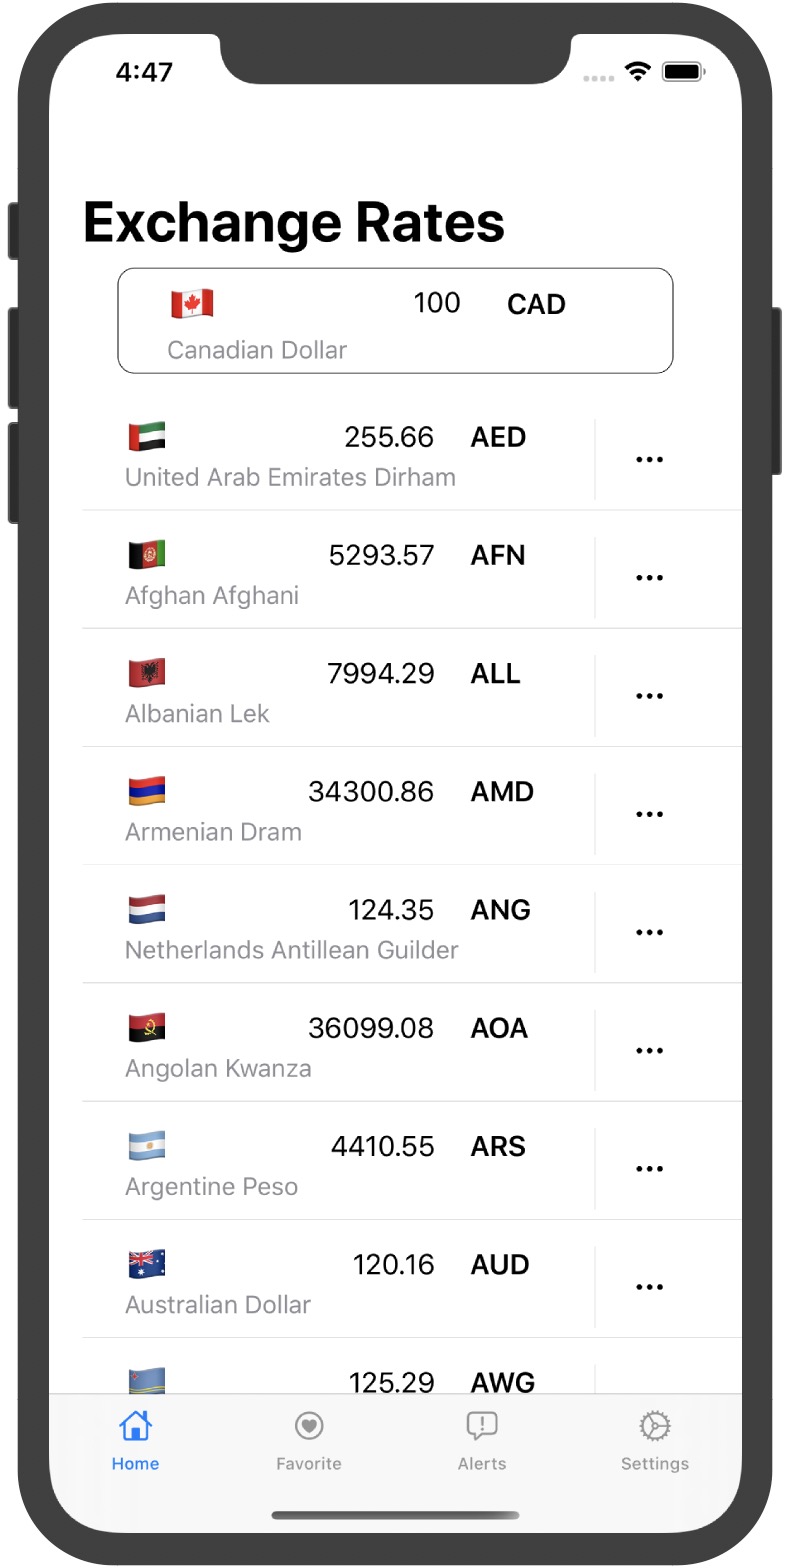 4:47
Exchange Rates
100 CAD
Canadian Dollar
255.66 AED
United Arab Emirates Dirham
5293.57 AFN
Afghan Afghani
7994.29 ALL
Albanian Lek
34300.86 AMD
Armenian Dram
124.35 ANG
Netherlands Antillean Guilder
36099.08 AOA
Angolan Kwanza
4410.55 ARS
Argentine Peso
120.16 AUD
Australian Dollar
125.29 AWG
Home Favorite Alerts Settings